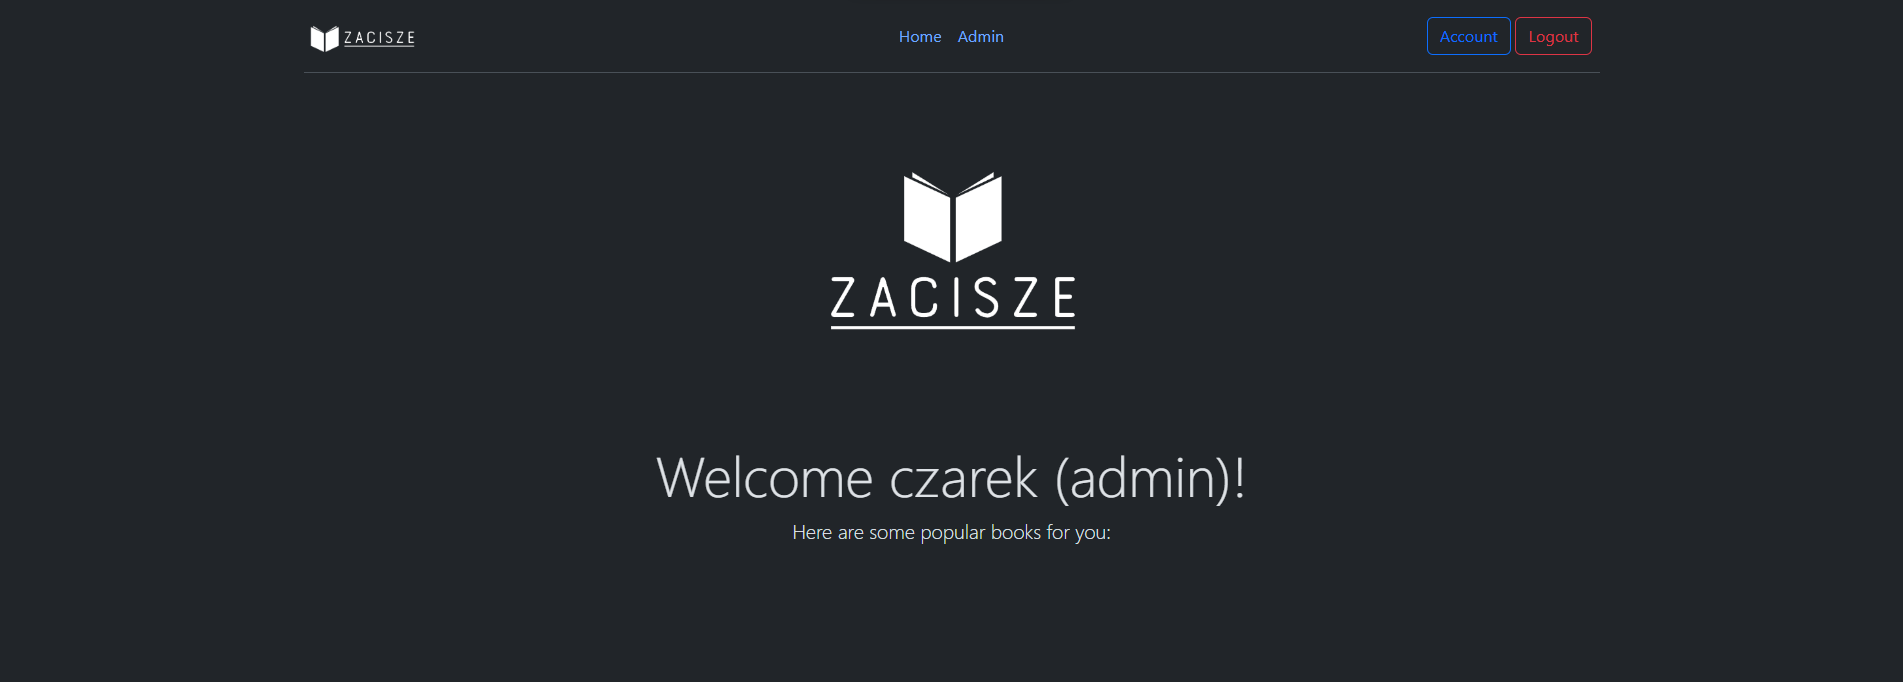 ZACISZE
Home Admin
Account Logout
ZACISZE
Welcome czarek (admin)!
Here are some popular books for you: